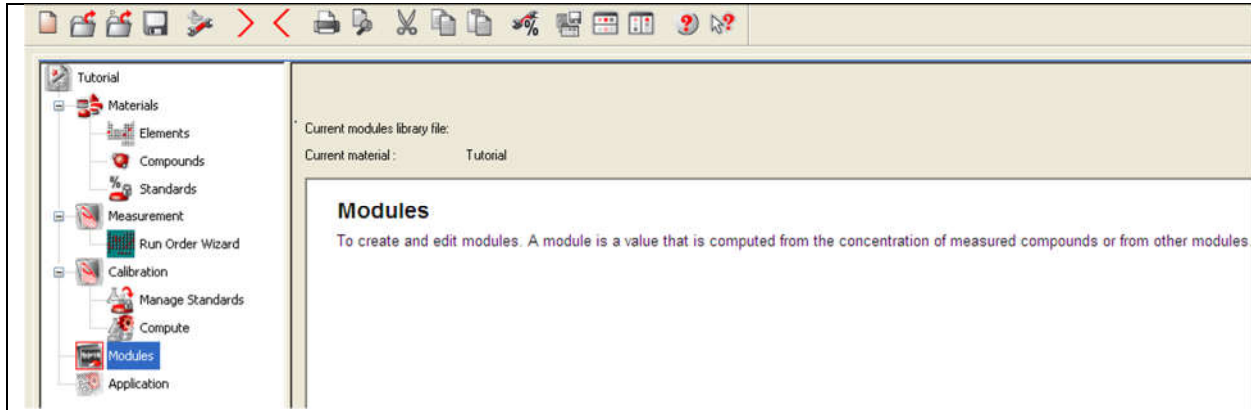 Tutorial
Materials
Elements
Compounds
Standards
Measurement
Run Order Wizard
Calibration
Manage Standards
Compute
Modules
Application
Current modules library file:
Current material : Tutorial
Modules
To create and edit modules. A module is a value that is computed from the concentration of measured compounds or from other modules.